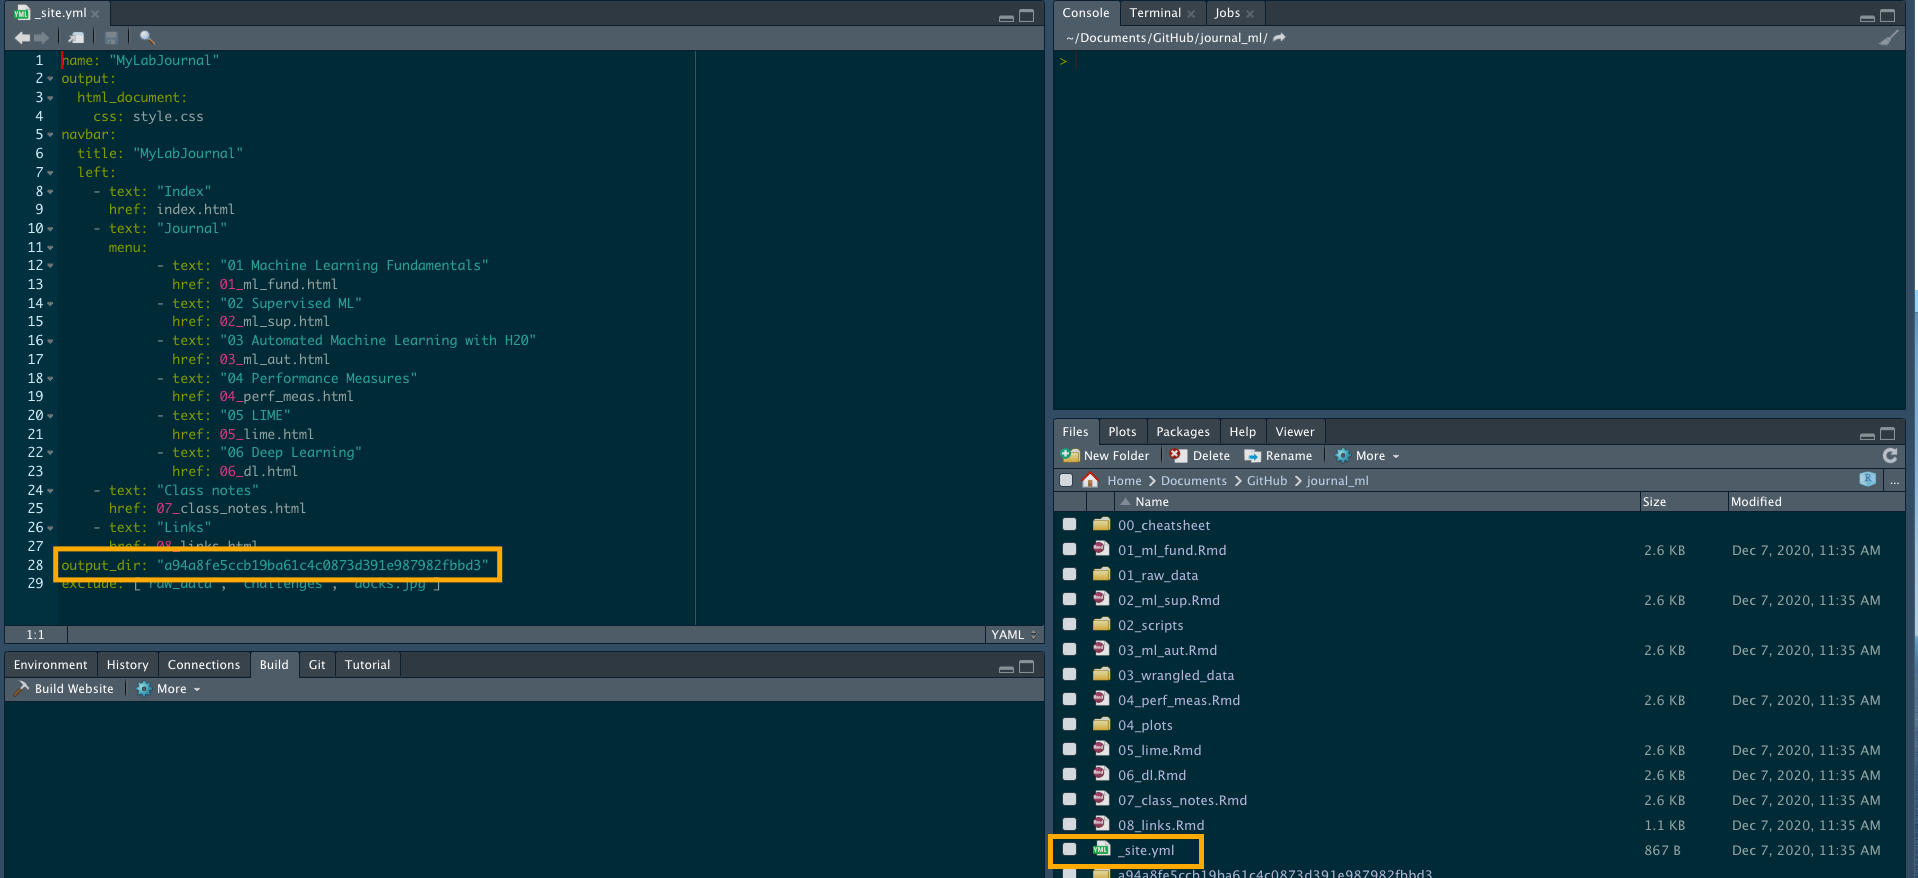 _site.yml
1 name: "MyLabJournal"
2 output:
3 html_document:
4 css: style.css
5 navbar:
6 title: "MyLabJournal"
7 left:
8 - text: "Index"
9 href: index.html
10 - text: "Journal"
11 menu:
12 - text: "01 Machine Learning Fundamentals"
13 href: 01_ml_fund.html
14 - text: "02 Supervised ML"
15 href: 02_ml_sup.html
16 - text: "03 Automated Machine Learning with H20"
17 href: 03_ml_aut.html
18 - text: "04 Performance Measures"
19 href: 04_perf_meas.html
20 - text: "05 LIME"
21 href: 05_lime.html
22 - text: "06 Deep Learning"
23 href: 06_dl.html
24 - text: "Class notes"
25 href: 07_class_notes.html
26 - text: "Links"
27 href: 08_links.html
28 output_dir: "a94a8fe5ccb19ba61c4c0873d391e987982fbbd3"
29 exclude: ["raw_data", "challenges", "docks.jpg"]
1:1 YAML
Environment History Connections Build Git Tutorial
Build Website More
Console Terminal Jobs
~/Documents/GitHub/journal_ml/
>
Files Plots Packages Help Viewer
New Folder Delete Rename More
Home Documents GitHub journal_ml R ...
Name Size Modified
00_cheatsheet
01_ml_fund.Rmd 2.6 KB Dec 7, 2020, 11:35 AM
01_raw_data
02_ml_sup.Rmd 2.6 KB Dec 7, 2020, 11:35 AM
02_scripts
03_ml_aut.Rmd 2.6 KB Dec 7, 2020, 11:35 AM
03_wrangled_data
04_perf_meas.Rmd 2.6 KB Dec 7, 2020, 11:35 AM
04_plots
05_lime.Rmd 2.6 KB Dec 7, 2020, 11:35 AM
06_dl.Rmd 2.6 KB Dec 7, 2020, 11:35 AM
07_class_notes.Rmd 2.6 KB Dec 7, 2020, 11:35 AM
08_links.Rmd 1.1 KB Dec 7, 2020, 11:35 AM
_site.yml 867 B Dec 7, 2020, 11:35 AM
a94a8fe5ccb19ba61c4c0873d391e987982fbbd3